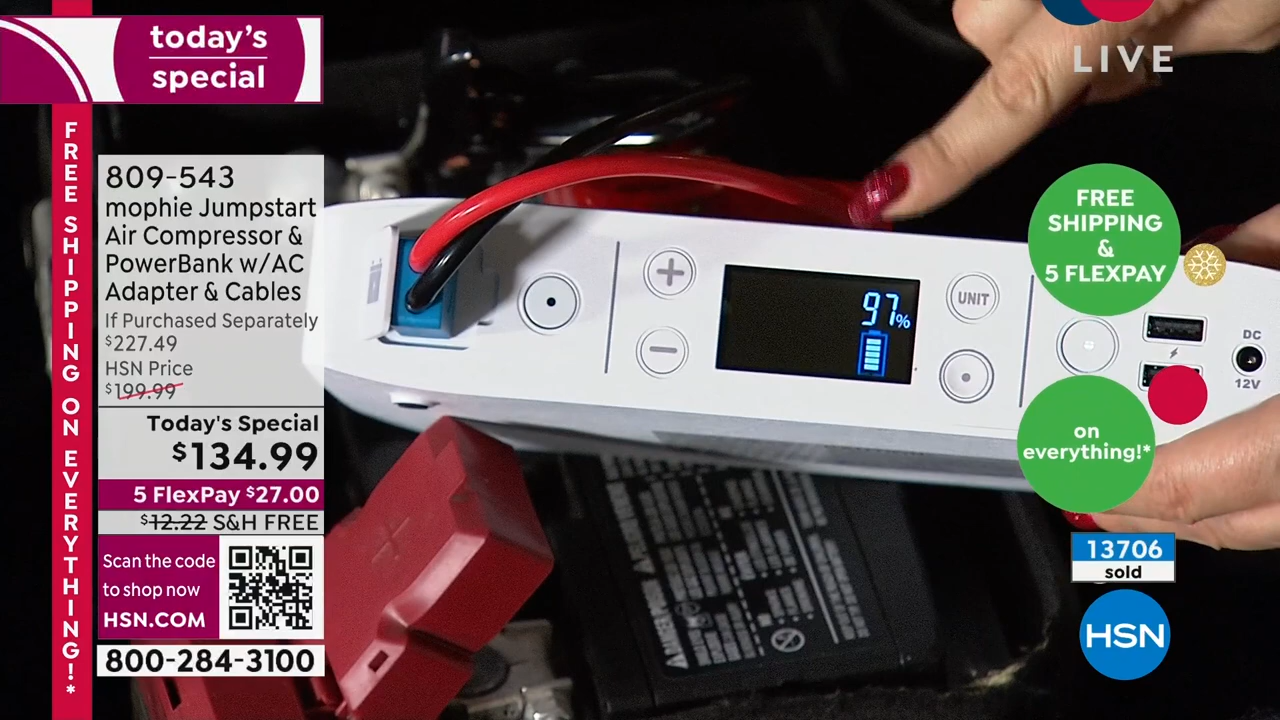 today's
special
FREE SHIPPING ON EVERYTHING!*
809-543
mophie Jumpstart
Air Compressor &
PowerBank w/AC
Adapter & Cables
If Purchased Separately
$227.49
HSN Price
$199.99
Today's Special
$134.99
5 FlexPay $27.00
$12.22 S&H FREE
Scan the code
to shop now
HSN.COM
800-284-3100
97%
UNIT
DC
12V
LIVE
FREE
SHIPPING
&
5 FLEXPAY
on
everything!*
13706
sold
HSN